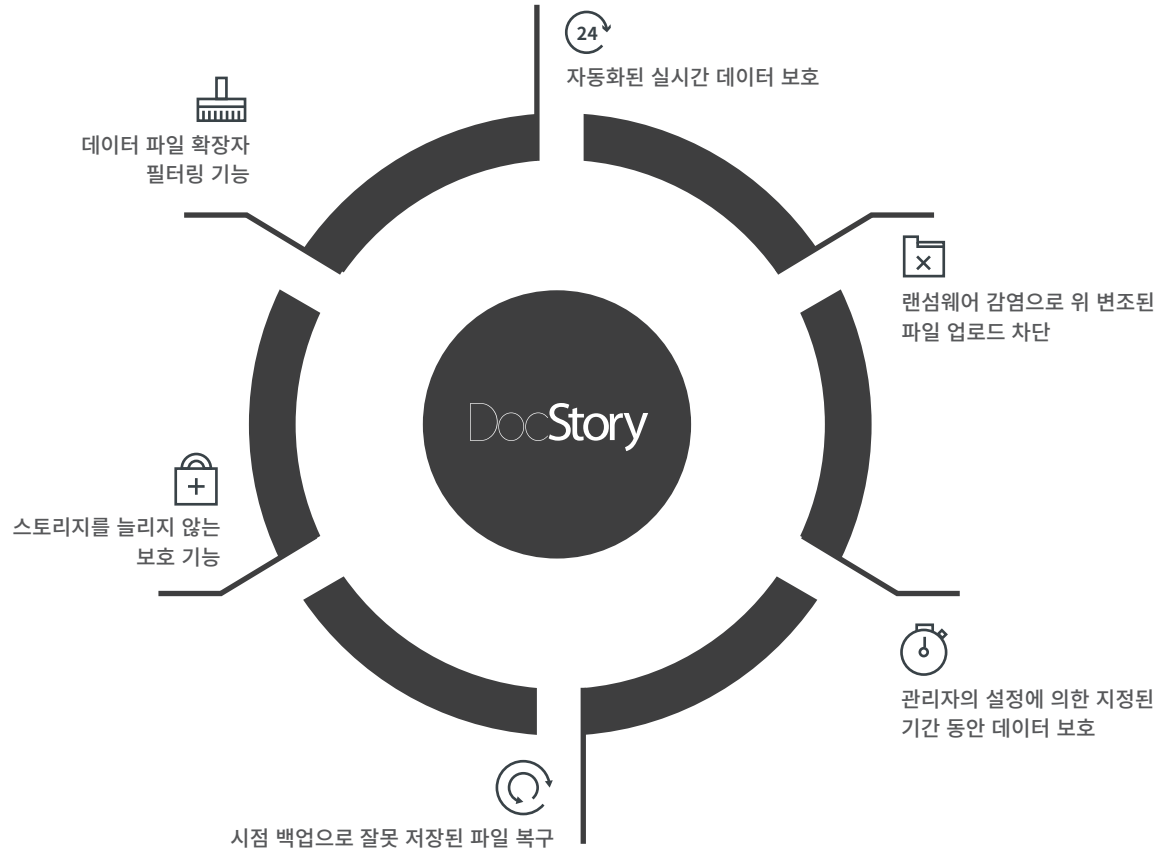 24
자동화된 실시간 데이터 보호
데이터 파일 확장자
필터링 기능
랜섬웨어 감염으로 위 변조된
파일 업로드 차단
DocStory
스토리지를 늘리지 않는
보호 기능
관리자의 설정에 의한 지정된
기간 동안 데이터 보호
시점 백업으로 잘못 저장된 파일 복구